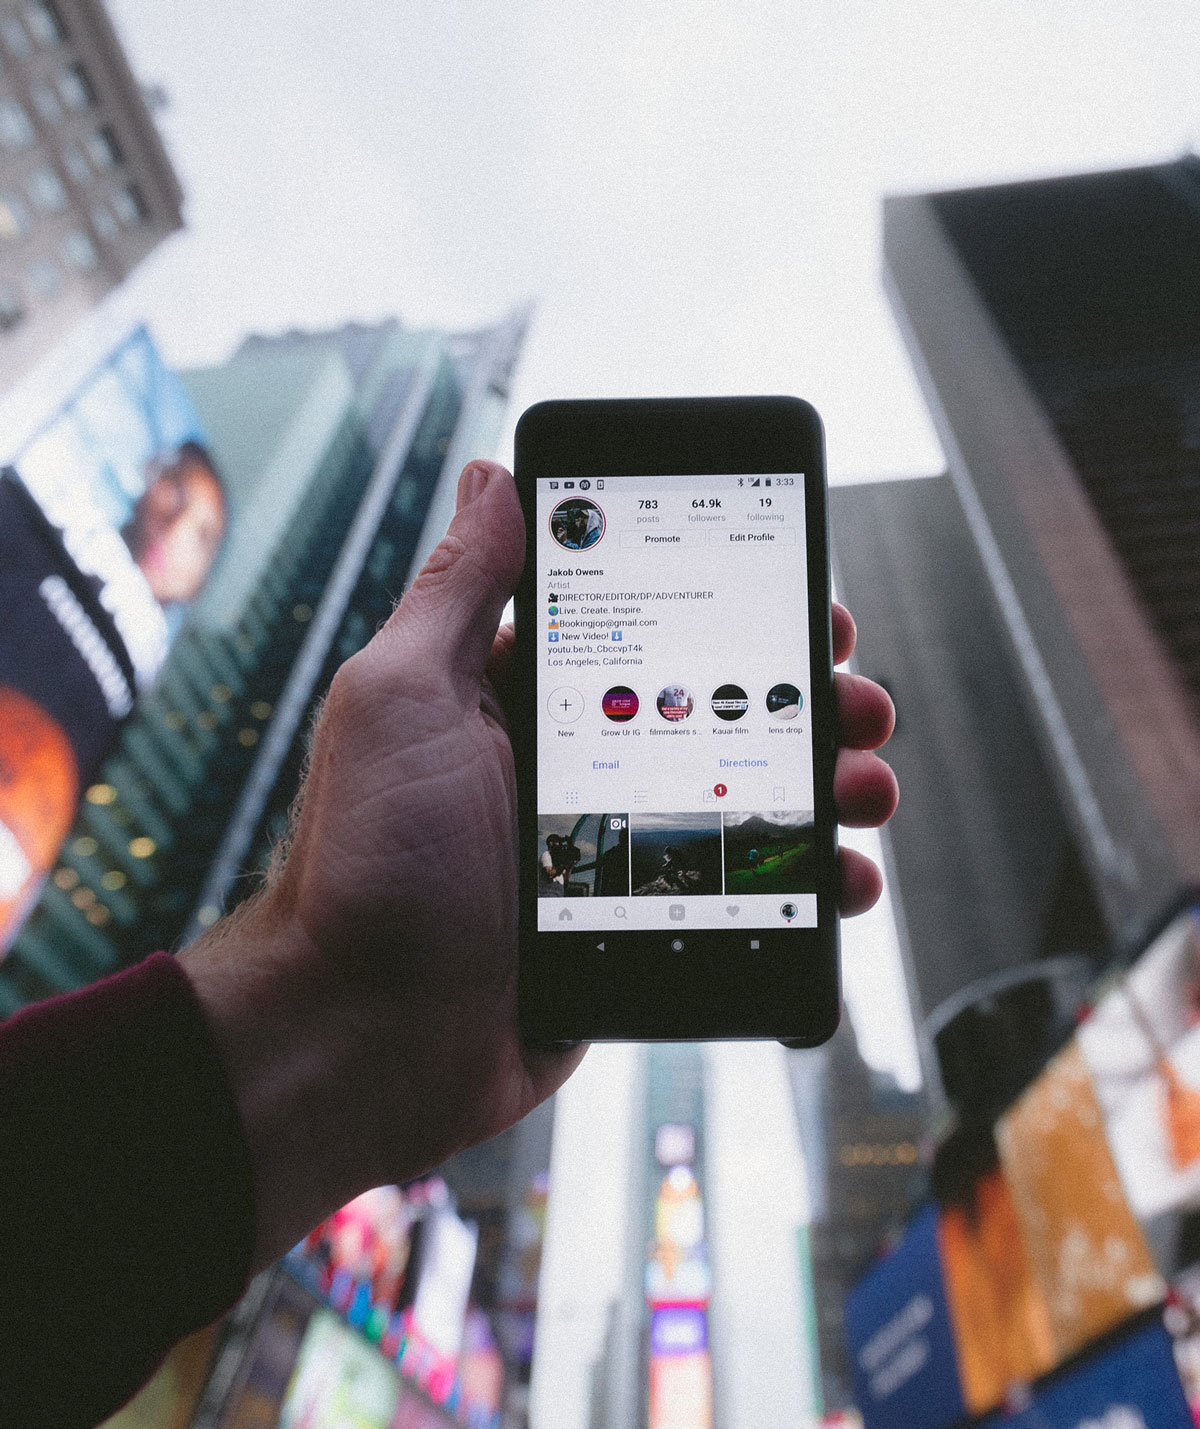 3:33
783 64.9k 19
posts followers following
Promote Edit Profile
Jakob Owens
Artist
🎥DIRECTOR/EDITOR/DP/ADVENTURER
🌎Live. Create. Inspire.
📥Bookingjop@gmail.com
⬇️ New Video! ⬇️
youtu.be/b_CbccvpT4k
Los Angeles, California
24
New Grow Ur IG filmmakers s... Kauai film lens drop
Email Directions
1